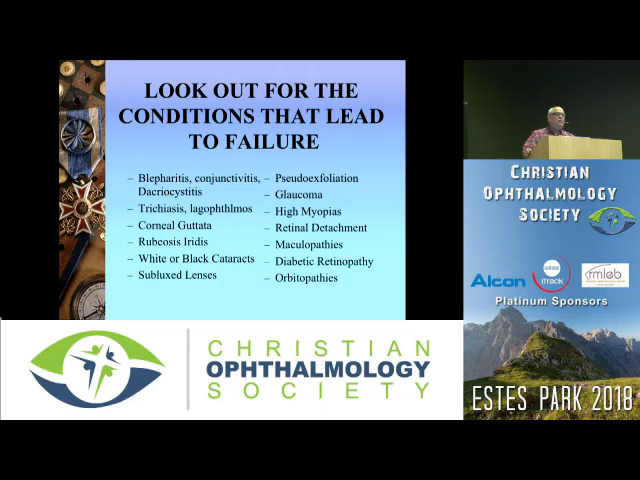 LOOK OUT FOR THE
CONDITIONS THAT LEAD
TO FAILURE
– Blepharitis, conjunctivitis,
Dacriocystitis
– Trichiasis, lagophthlmos
– Corneal Guttata
– Rubeosis Iridis
– White or Black Cataracts
– Subluxed Lenses
– Pseudoexfoliation
– Glaucoma
– High Myopias
– Retinal Detachment
– Maculopathies
– Diabetic Retinopathy
– Orbitopathies
CHRISTIAN
OPHTHALMOLOGY
SOCIETY
Alcon
iTrack
rmleb
Platinum Sponsors
ESTES PARK 2018
CHRISTIAN
OPHTHALMOLOGY
SOCIETY